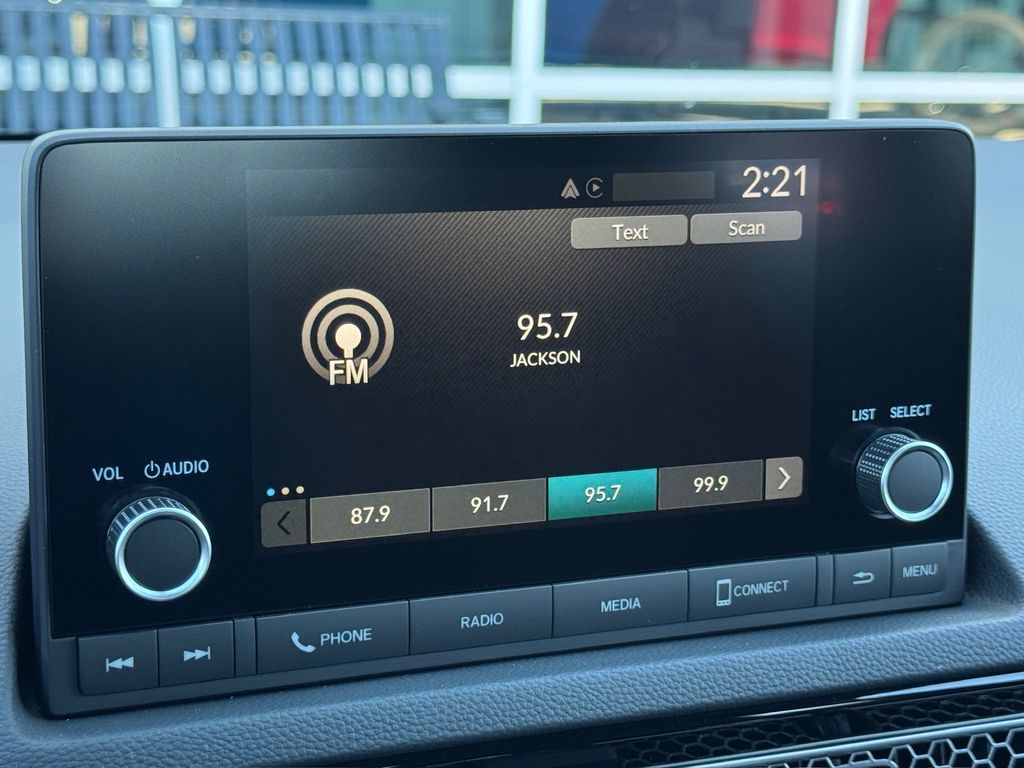 2:21
Text Scan
95.7
FM
JACKSON
LIST SELECT
VOL AUDIO
87.9 91.7 95.7 99.9
PHONE RADIO MEDIA CONNECT MENU